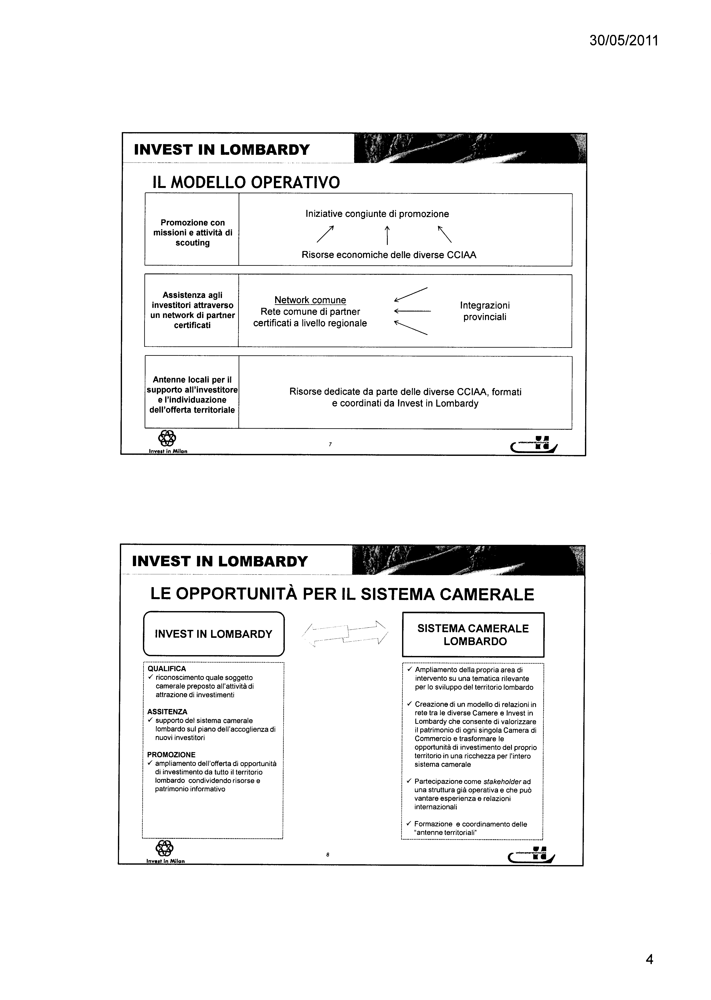 30/05/2011
INVEST IN LOMBARDY
IL MODELLO OPERATIVO
Promozione con
missioni e attività di
scouting
Iniziative congiunte di promozione
Risorse economiche delle diverse CCIAA
Assistenza agli
investitori attraverso
un network di partner
certificati
Network comune
Rete comune di partner
certificati a livello regionale
Integrazioni
provinciali
Antenne locali per il
supporto all'investitore
e l'individuazione
dell'offerta territoriale
Risorse dedicate da parte delle diverse CCIAA, formati
e coordinati da Invest in Lombardy
Invest in Milan
7
unioncameralombardia
INVEST IN LOMBARDY
LE OPPORTUNITÀ PER IL SISTEMA CAMERALE
INVEST IN LOMBARDY
QUALIFICA
✓ riconoscimento quale soggetto
camerale preposto all'attività di
attrazione di investimenti
ASSITENZA
✓ supporto del sistema camerale
lombardo sul piano dell'accoglienza di
nuovi investitori
PROMOZIONE
✓ ampliamento dell'offerta di opportunità
di investimento da tutto il territorio
lombardo condividendo risorse e
patrimonio informativo
SISTEMA CAMERALE
LOMBARDO
✓ Ampliamento della propria area di
intervento su una tematica rilevante
per lo sviluppo del territorio lombardo
✓ Creazione di un modello di relazioni in
rete tra le diverse Camere e Invest in
Lombardy che consente di valorizzare
il patrimonio di ogni singola Camera di
Commercio e trasformare le
opportunità di investimento del proprio
territorio in una ricchezza per l'intero
sistema camerale
✓ Partecipazione come stakeholder ad
una struttura già operativa e che può
vantare esperienza e relazioni
internazionali
✓ Formazione e coordinamento delle
"antenne territoriali"
Invest in Milan
8
unioncameralombardia
4